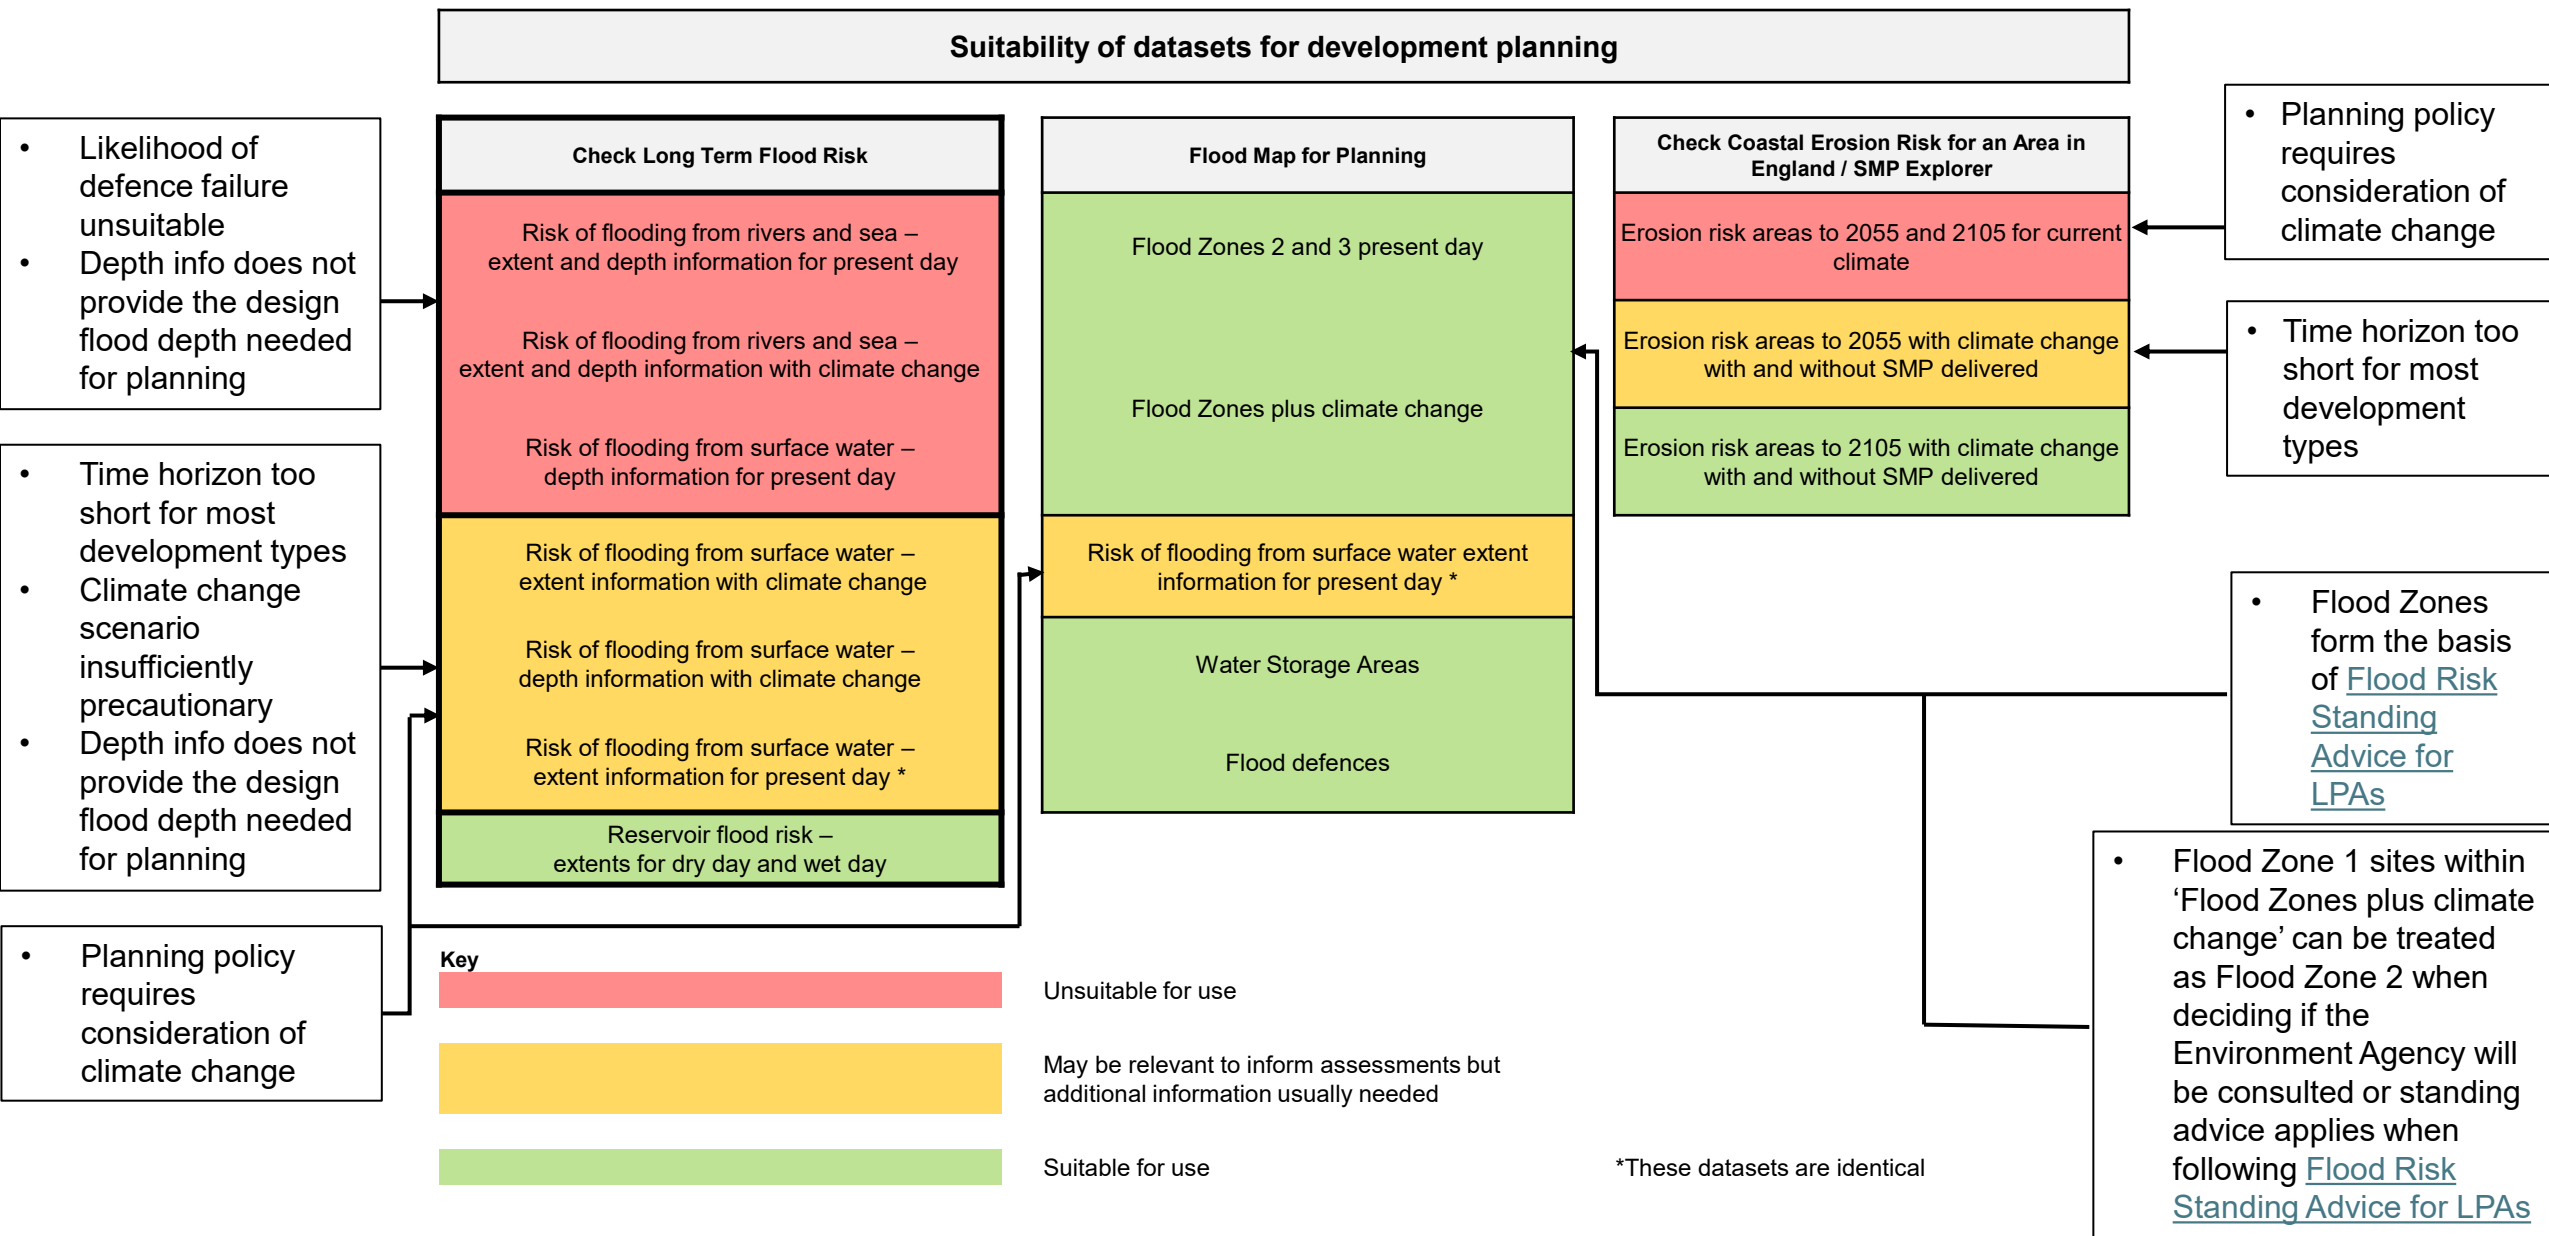 Suitability of datasets for development planning
• Likelihood of
defence failure
unsuitable
• Depth info does not
provide the design
flood depth needed
for planning
• Time horizon too
short for most
development types
• Climate change
scenario
insufficiently
precautionary
• Depth info does not
provide the design
flood depth needed
for planning
• Planning policy
requires
consideration of
climate change
Check Long Term Flood Risk
Risk of flooding from rivers and sea –
extent and depth information for present day
Risk of flooding from rivers and sea –
extent and depth information with climate change
Risk of flooding from surface water –
depth information for present day
Risk of flooding from surface water –
extent information with climate change
Risk of flooding from surface water –
depth information with climate change
Risk of flooding from surface water –
extent information for present day *
Reservoir flood risk –
extents for dry day and wet day
Flood Map for Planning
Flood Zones 2 and 3 present day
Flood Zones plus climate change
Risk of flooding from surface water extent
information for present day *
Water Storage Areas
Flood defences
Check Coastal Erosion Risk for an Area in
England / SMP Explorer
Erosion risk areas to 2055 and 2105 for current
climate
Erosion risk areas to 2055 with climate change
with and without SMP delivered
Erosion risk areas to 2105 with climate change
with and without SMP delivered
• Planning policy
requires
consideration of
climate change
• Time horizon too
short for most
development
types
• Flood Zones
form the basis
of Flood Risk
Standing
Advice for
LPAs
• Flood Zone 1 sites within
‘Flood Zones plus climate
change’ can be treated
as Flood Zone 2 when
deciding if the
Environment Agency will
be consulted or standing
advice applies when
following Flood Risk
Standing Advice for LPAs
Key
Unsuitable for use
May be relevant to inform assessments but
additional information usually needed
Suitable for use
*These datasets are identical